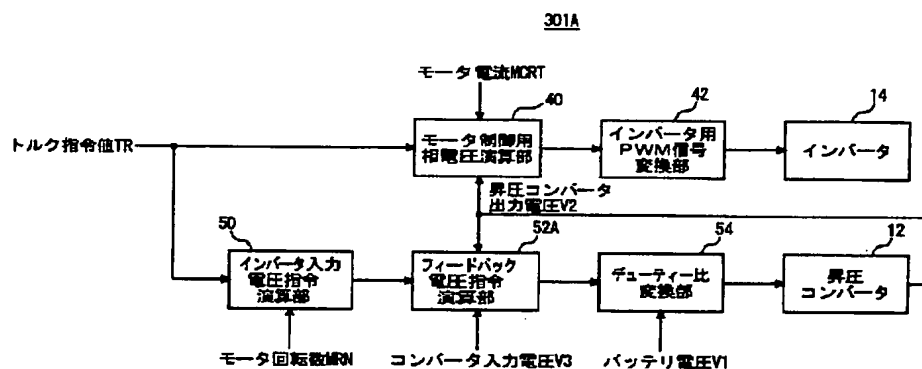 301A
モータ電流MCRT
40
42
14
トルク指令値TR
モータ制御用
相電圧演算部
インバータ用
PWM信号
変換部
インバータ
昇圧コンバータ
出力電圧V2
50
52A
54
12
インバータ入力
電圧指令
演算部
フィードバック
電圧指令
演算部
デューティー比
変換部
昇圧
コンバータ
モータ回転数MRN
コンバータ入力電圧V3
バッテリ電圧V1